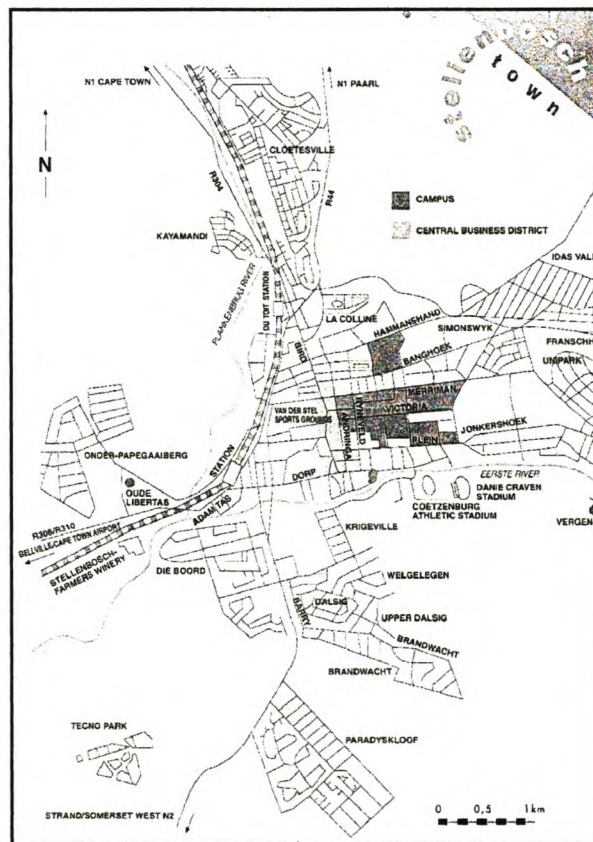 stellenbosch
town
N1 CAPE TOWN
N1 PAARL
N
CLOETESVILLE
R304
R44
CAMPUS
CENTRAL BUSINESS DISTRICT
KAYAMANDI
IDAS VALL
PLANKENBRUG RIVER
DU TOIT STATION
LA COLLINE
HAMMANSHAND
SIMONSWYK
BIRD
BANGHOEK
FRANSCHH
UNIPARK
MERRIMAN
VAN DER STEL
SPORTS GROUNDS
ANDRINGA
RYNEVELD
VICTORIA
PLEIN
JONKERSHOEK
ONDER-PAPEGAAIBERG
STATION
DORP
EERSTE RIVER
OUDE
LIBERTAS
ADAM TAS
DANIE CRAVEN
STADIUM
COETZENBURG
ATHLETIC STADIUM
VERGEN
R306/R310
BELLVILLE/CAPE TOWN AIRPORT
STELLENBOSCH-
FARMERS WINERY
KRIGEVILLE
DIE BOORD
WELGELEGEN
BARRY
DALSIG
UPPER DALSIG
BRANDWACHT
BRANDWACHT
TECNO PARK
PARADYSKLOOF
STRAND/SOMERSET WEST N2
0 0,5 1km